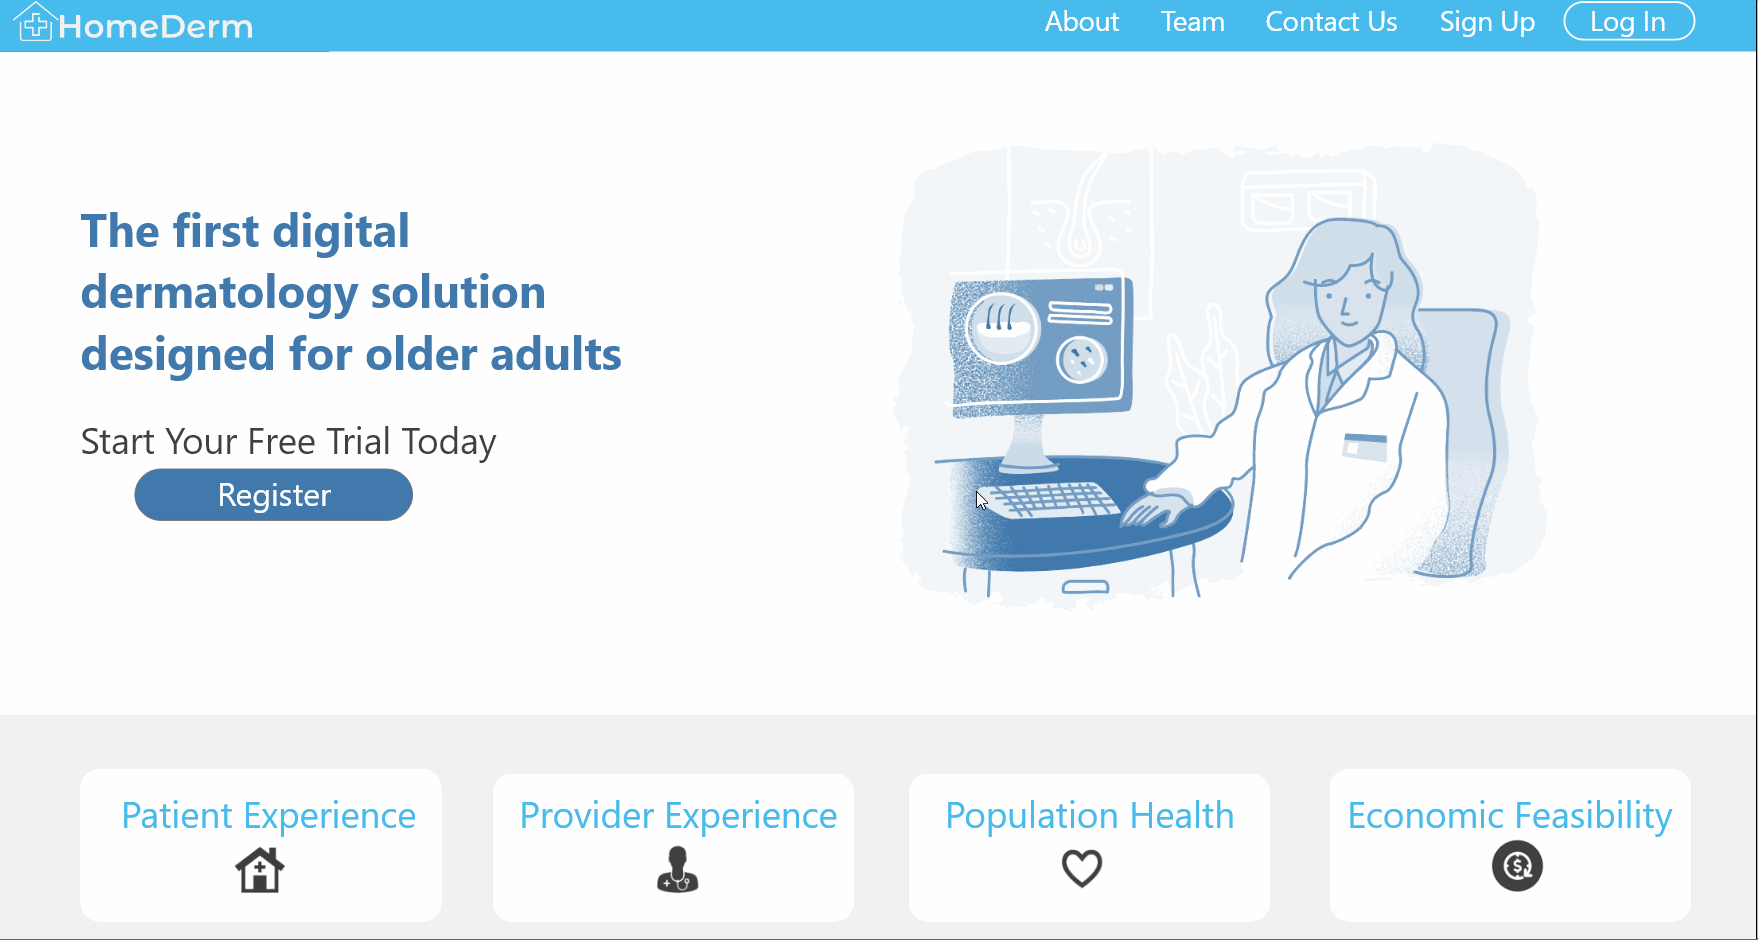 HomeDerm
About Team Contact Us Sign Up Log In
The first digital
dermatology solution
designed for older adults
Start Your Free Trial Today
Register
Patient Experience
Provider Experience
Population Health
Economic Feasibility
$